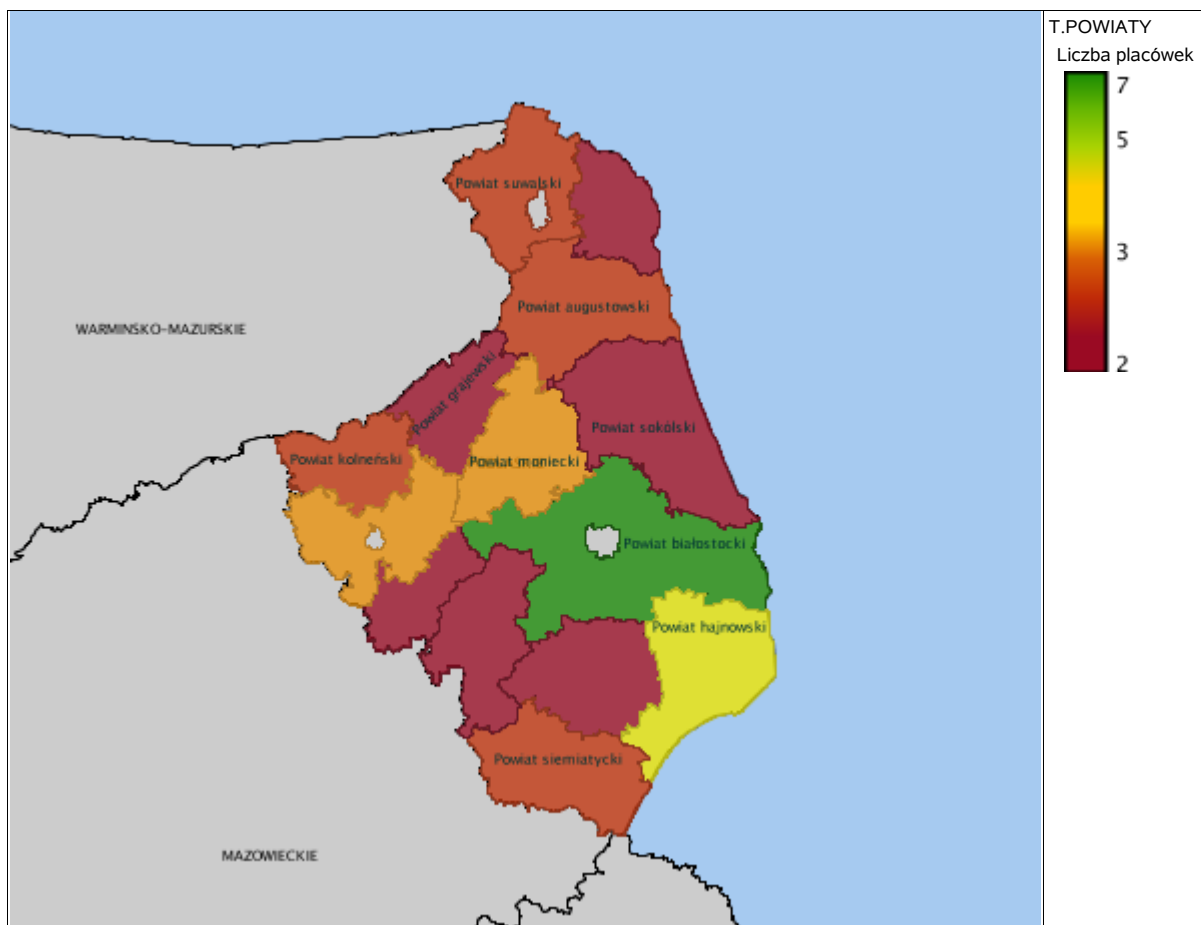 T.POWIATY
Liczba placówek
7
5
3
2
Powiat suwalski
Powiat augustowski
WARMIŃSKO-MAZURSKIE
Powiat grajewski
Powiat sokólski
Powiat kolneński
Powiat moniecki
Powiat białostocki
Powiat hajnowski
Powiat siemiatycki
MAZOWIECKIE